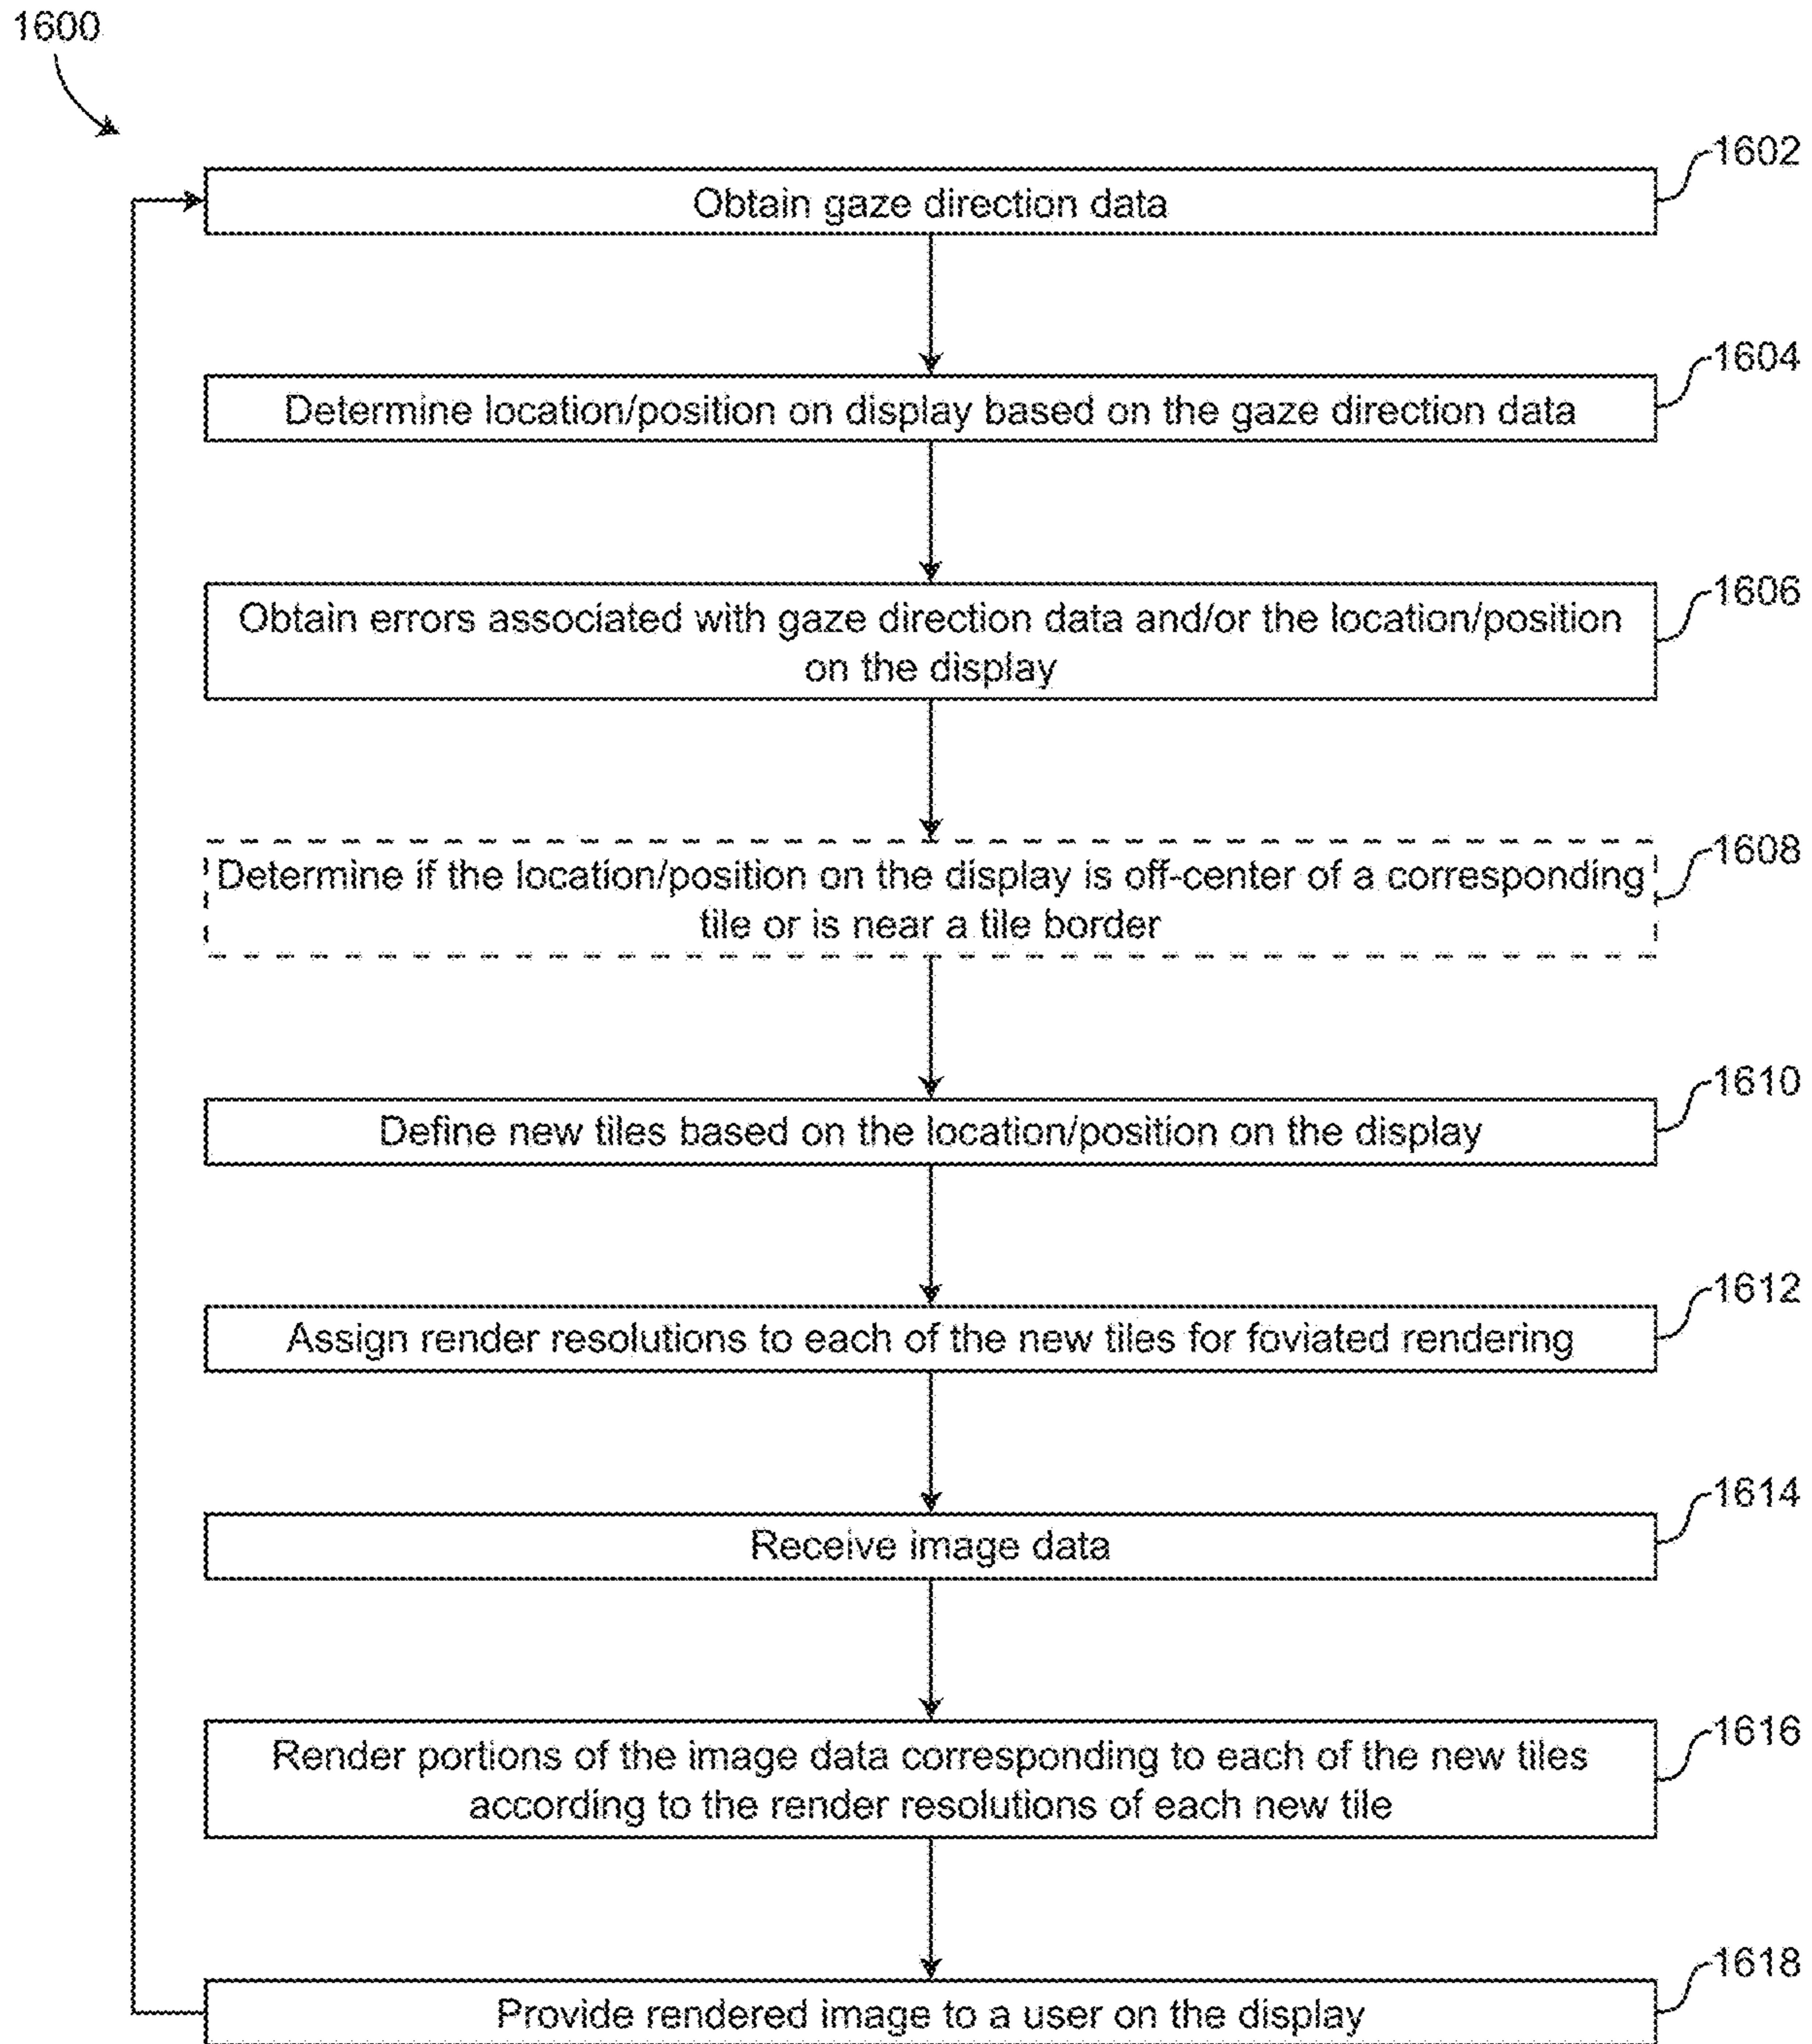 1600
1602
Obtain gaze direction data
1604
Determine location/position on display based on the gaze direction data
1606
Obtain errors associated with gaze direction data and/or the location/position
on the display
1608
Determine if the location/position on the display is off-center of a corresponding
tile or is near a tile border
1610
Define new tiles based on the location/position on the display
1612
Assign render resolutions to each of the new tiles for foviated rendering
1614
Receive image data
1616
Render portions of the image data corresponding to each of the new tiles
according to the render resolutions of each new tile
1618
Provide rendered image to a user on the display